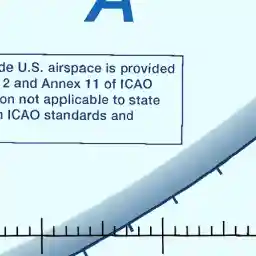 A
de U.S. airspace is provided
2 and Annex 11 of ICAO
on not applicable to state
ICAO standards and